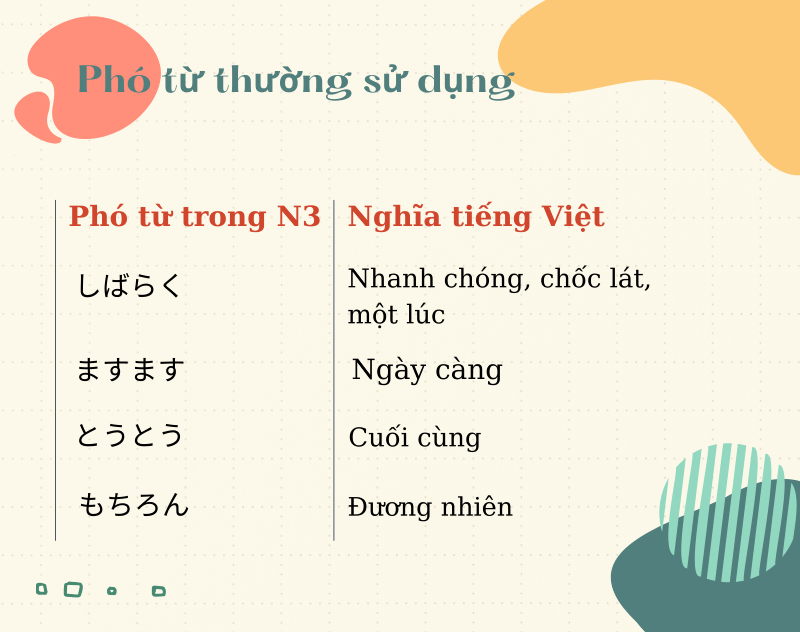 Phó từ thường sử dụng
Phó từ trong N3
Nghĩa tiếng Việt
しばらく
Nhanh chóng, chốc lát,
một lúc
ますます
Ngày càng
とうとう
Cuối cùng
もちろん
Đương nhiên